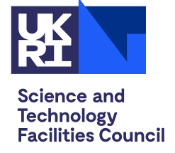 UK
RI
Science and
Technology
Facilities Council